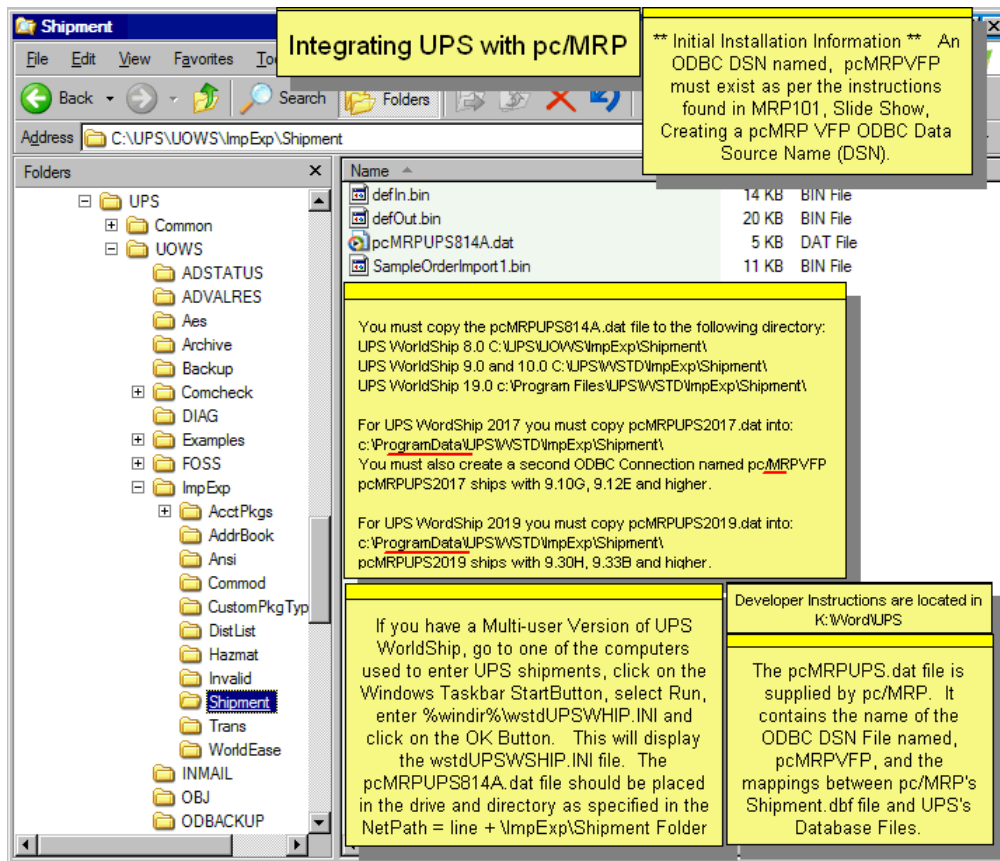 Shipment
File Edit View Favorites To
Back Search Folders
Address C:\UPS\UOWS\ImpExp\Shipment
Integrating UPS with pc/MRP
** Initial Installation Information ** An
ODBC DSN named, pcMRPVFP
must exist as per the instructions
found in MRP101, Slide Show,
Creating a pcMRP VFP ODBC Data
Source Name (DSN).
Folders
UPS
Common
UOWS
ADSTATUS
ADVALRES
Aes
Archive
Backup
Comcheck
DIAG
Examples
FOSS
ImpExp
AcctPkgs
AddrBook
Ansi
Commod
CustomPkgTyp
DistList
Hazmat
Invalid
Shipment
Trans
WorldEase
INMAIL
OBJ
ODBACKUP
Name
defIn.bin 14 KB BIN File
defOut.bin 20 KB BIN File
pcMRPUPS814A.dat 5 KB DAT File
SampleOrderImport1.bin 11 KB BIN File
You must copy the pcMRPUPS814A.dat file to the following directory:
UPS WorldShip 8.0 C:\UPS\UOWS\ImpExp\Shipment\
UPS WorldShip 9.0 and 10.0 C:\UPS\WSTD\ImpExp\Shipment\
UPS WorldShip 19.0 c:\Program Files\UPS\WSTD\ImpExp\Shipment\
For UPS WordShip 2017 you must copy pcMRPUPS2017.dat into:
c:\ProgramData\UPS\WSTD\ImpExp\Shipment\
You must also create a second ODBC Connection named pc/MRPVFP
pcMRPUPS2017 ships with 9.10G, 9.12E and higher.
For UPS WordShip 2019 you must copy pcMRPUPS2019.dat into:
c:\ProgramData\UPS\WSTD\ImpExp\Shipment\
pcMRPUPS2019 ships with 9.30H, 9.33B and higher.
If you have a Multi-user Version of UPS
WorldShip, go to one of the computers
used to enter UPS shipments, click on the
Windows Taskbar StartButton, select Run,
enter %windir%\wstdUPSWHIP.INI and
click on the OK Button. This will display
the wstdUPSWSHIP.INI file. The
pcMRPUPS814A.dat file should be placed
in the drive and directory as specified in the
NetPath = line + \ImpExp\Shipment Folder
Developer Instructions are located in
K:\Word\UPS
The pcMRPUPS.dat file is
supplied by pc/MRP. It
contains the name of the
ODBC DSN File named,
pcMRPVFP, and the
mappings between pc/MRP's
Shipment.dbf file and UPS's
Database Files.